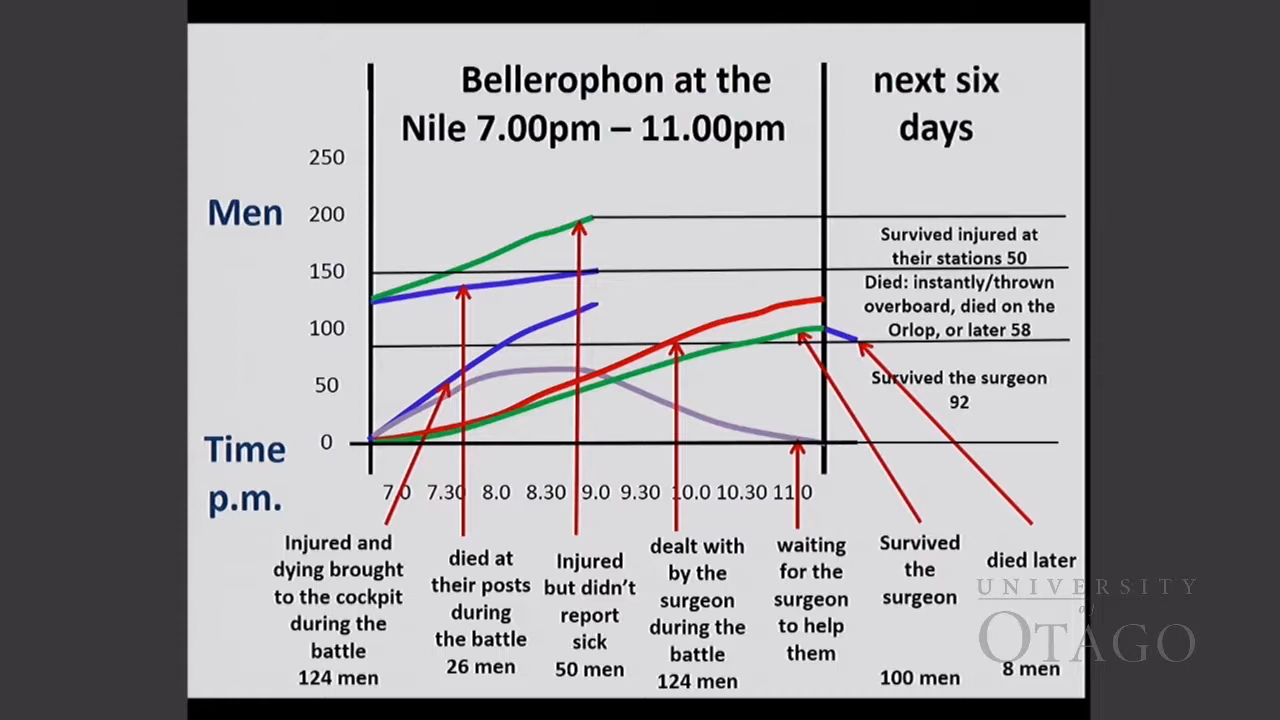 Bellerophon at the
Nile 7.00pm – 11.00pm
next six
days
250
Men
200
150
100
50
0
Survived injured at
their stations 50
Died: instantly/thrown
overboard, died on the
Orlop, or later 58
Survived the surgeon
92
Time
p.m.
7.0 7.30 8.0 8.30 9.0 9.30 10.0 10.30 11.0
Injured and
dying brought
to the cockpit
during the
battle
124 men
died at
their posts
during
the battle
26 men
Injured
but didn’t
report
sick
50 men
dealt with
by the
surgeon
during the
battle
124 men
waiting
for the
surgeon
to help
them
Survived
the
surgeon
100 men
died later
8 men
UNIVERSITY
of
OTAGO